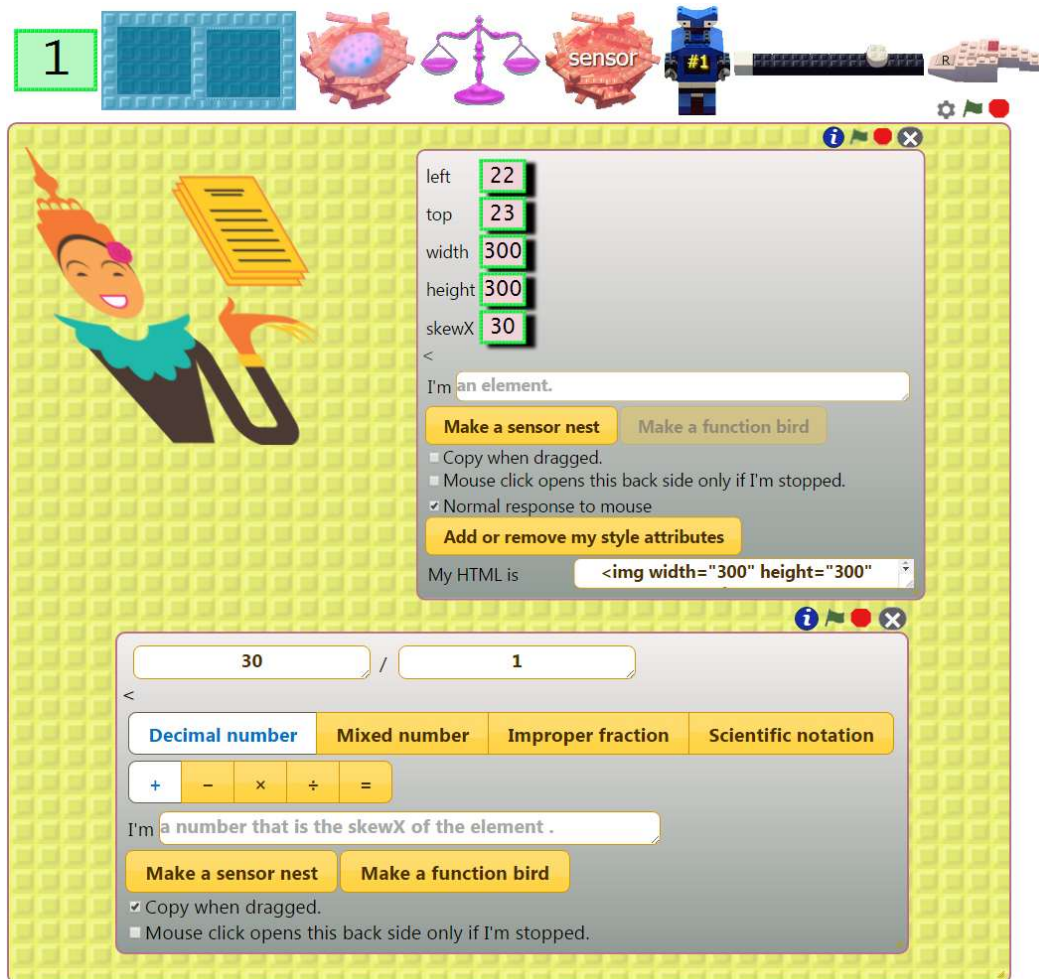 1
sensor
#1
R
left 22
top 23
width 300
height 300
skewX 30
<
I'm an element.
Make a sensor nest Make a function bird
Copy when dragged.
Mouse click opens this back side only if I'm stopped.
Normal response to mouse
Add or remove my style attributes
My HTML is <img width="300" height="300"
30 / 1
<
Decimal number Mixed number Improper fraction Scientific notation
+ − × ÷ =
I'm a number that is the skewX of the element .
Make a sensor nest Make a function bird
Copy when dragged.
Mouse click opens this back side only if I'm stopped.